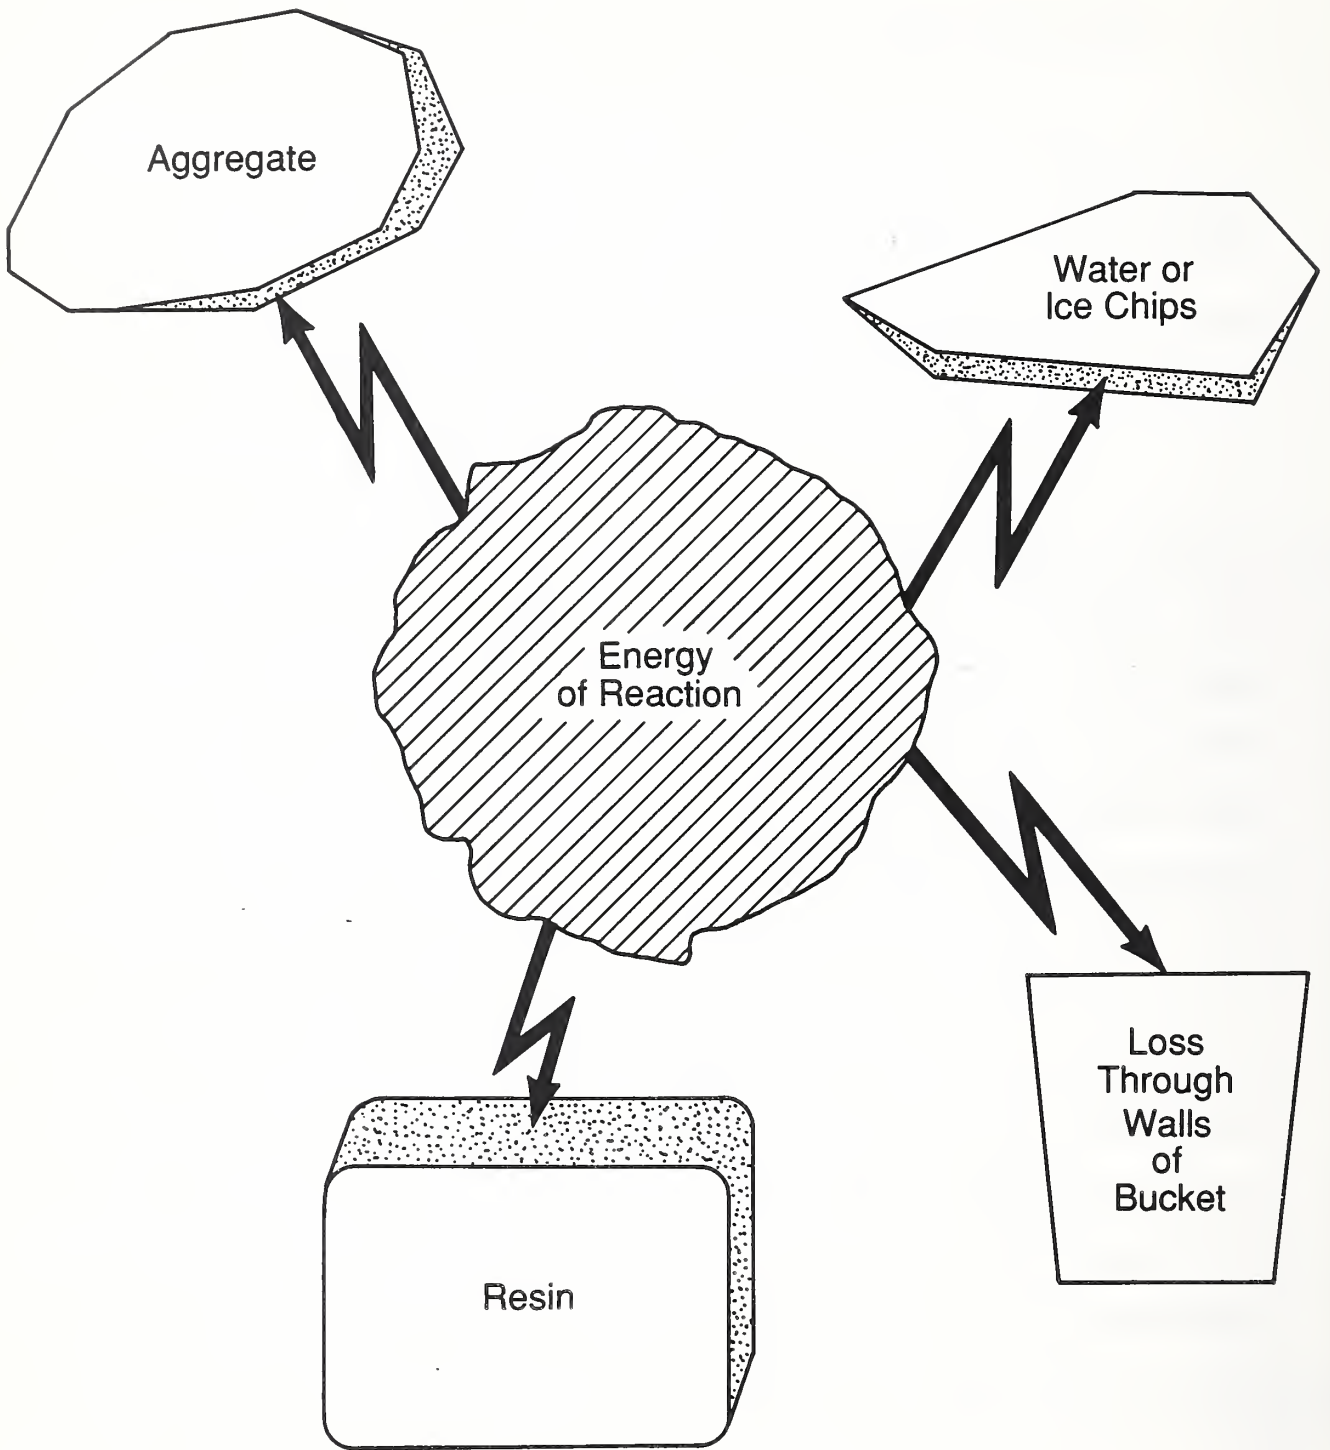 Aggregate
Water or
Ice Chips
Energy
of Reaction
Loss
Through
Walls
of
Bucket
Resin